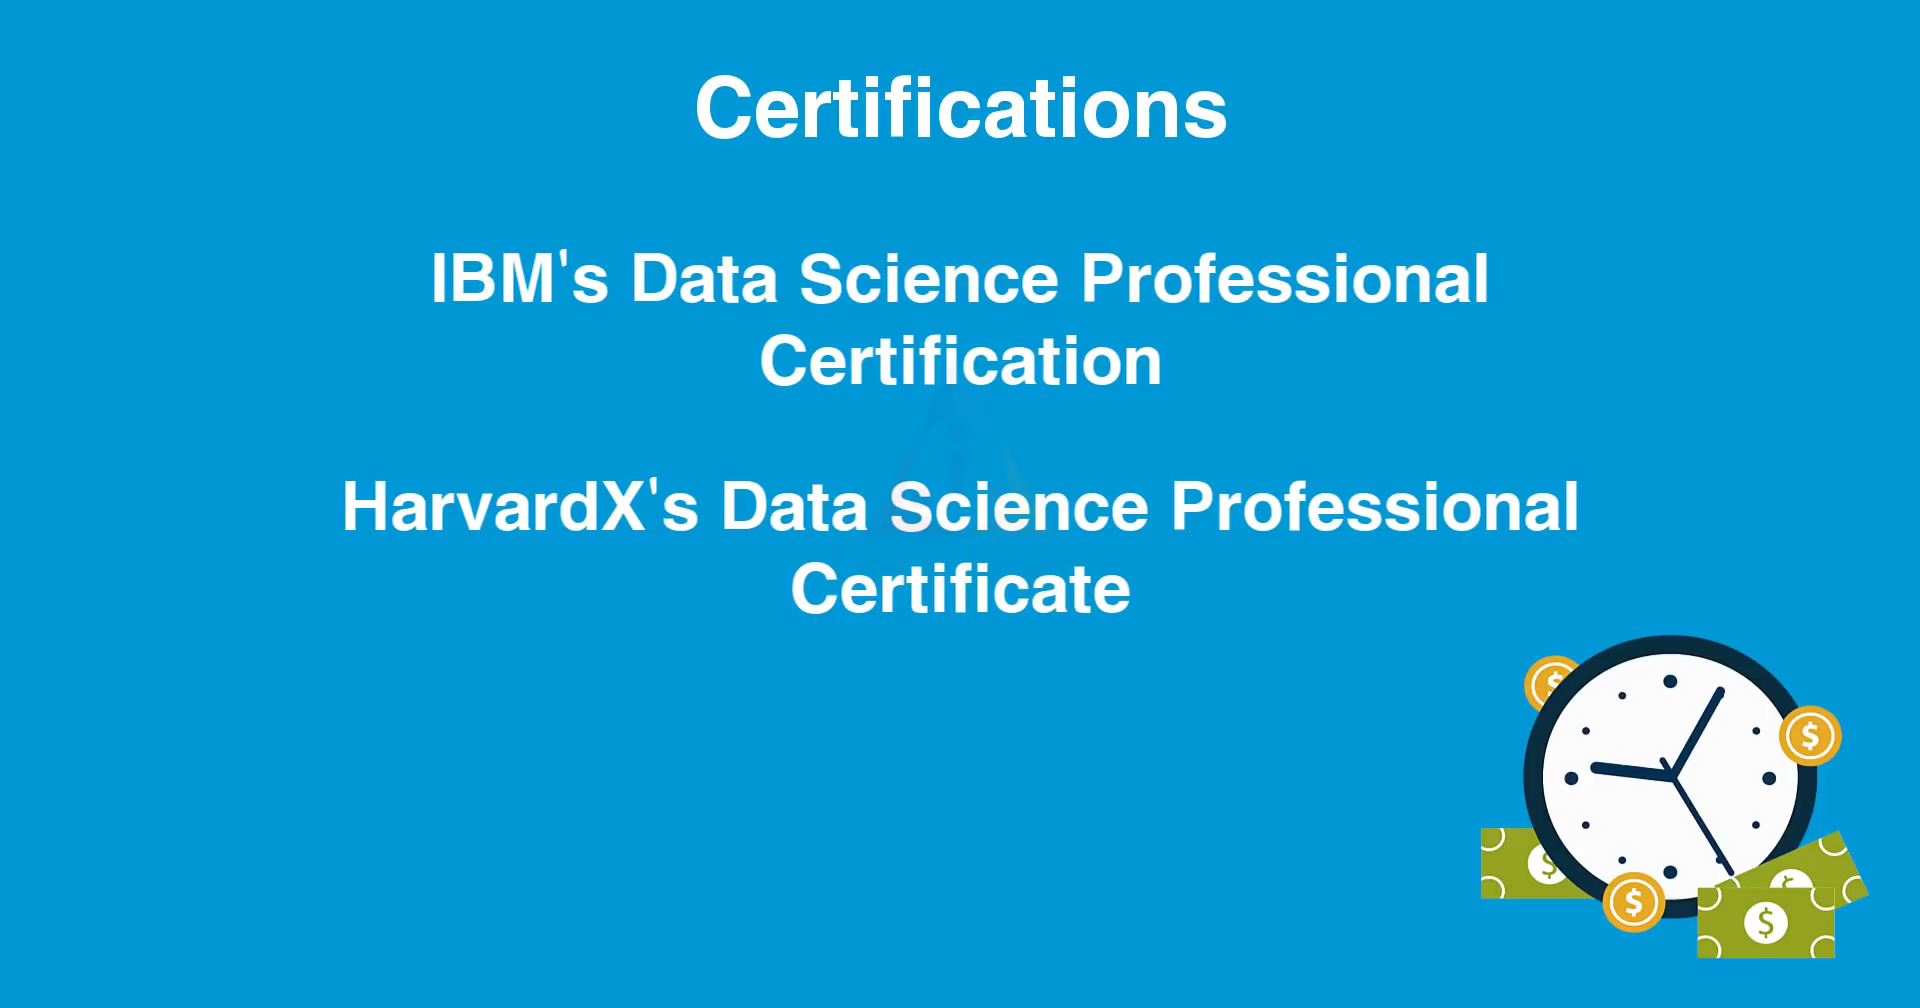 Certifications
IBM's Data Science Professional
Certification
HarvardX's Data Science Professional
Certificate
$
$
$
$
$
$